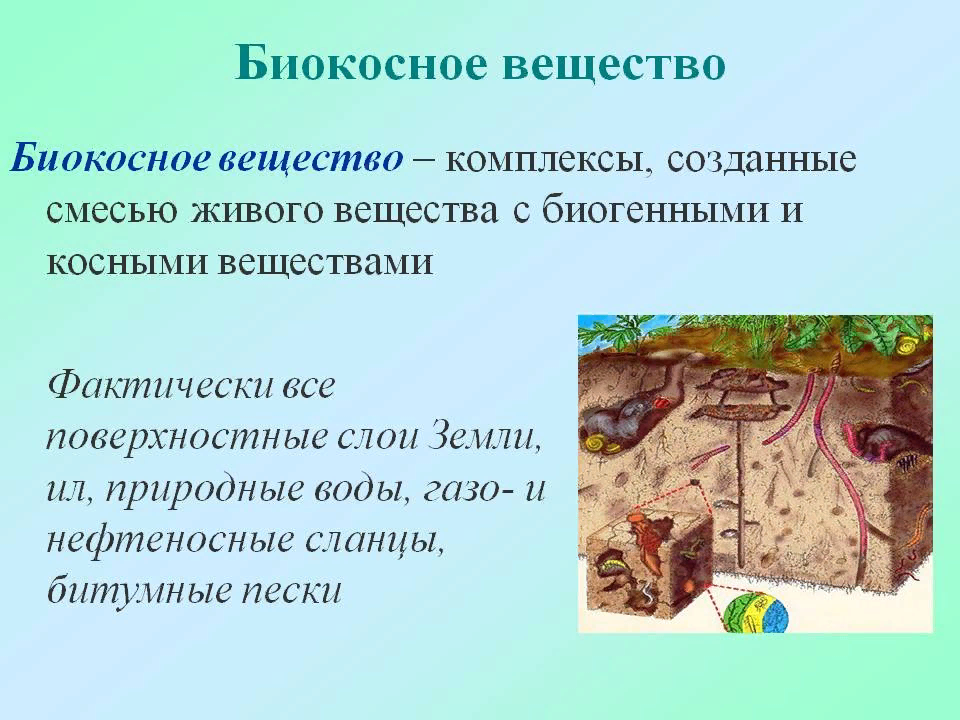 Биокосное вещество
Биокосное вещество – комплексы, созданные
смесью живого вещества с биогенными и
косными веществами
Фактически все
поверхностные слои Земли,
ил, природные воды, газо- и
нефтеносные сланцы,
битумные пески